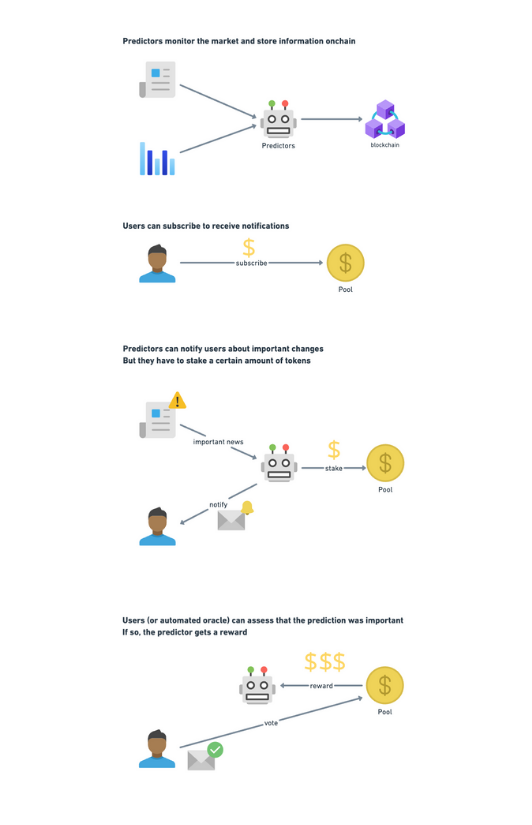 Predictors monitor the market and store information onchain
Predictors
blockchain
Users can subscribe to receive notifications
$
subscribe
$
Pool
Predictors can notify users about important changes
But they have to stake a certain amount of tokens
!
important news
$
stake
$
Pool
notify
Users (or automated oracle) can assess that the prediction was important
If so, the predictor gets a reward
$$$
reward
$
Pool
vote